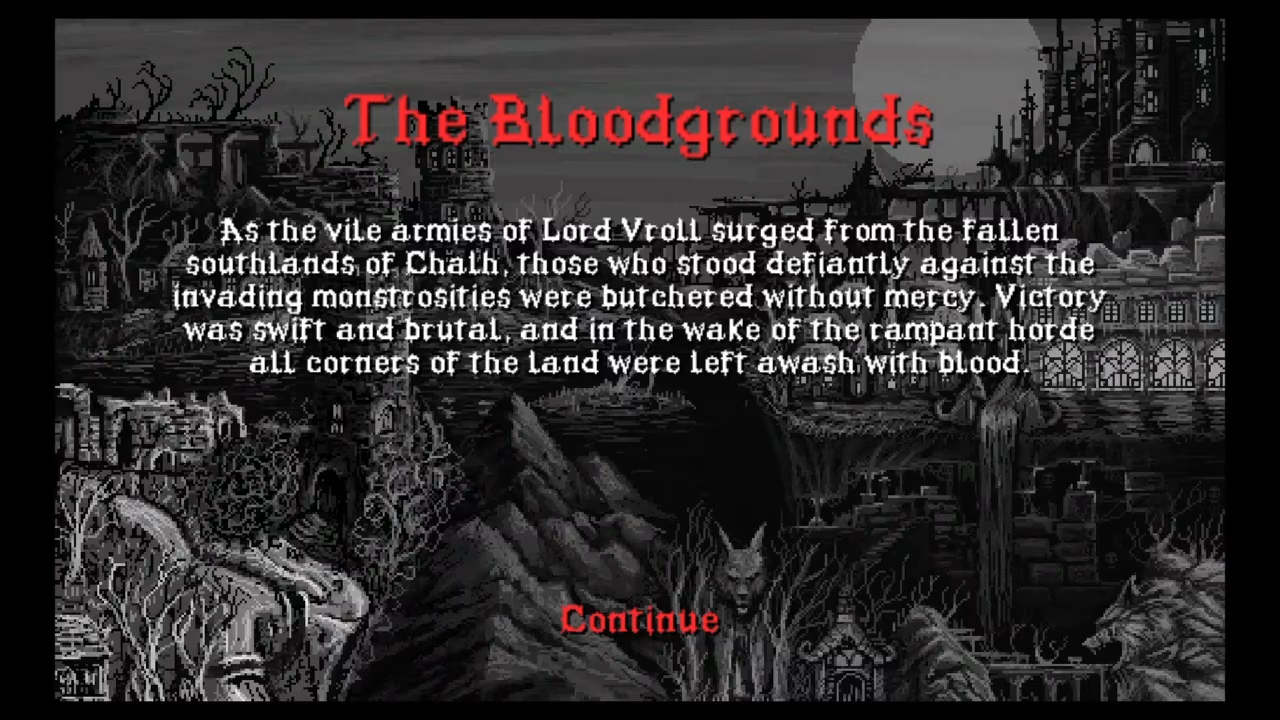 The Bloodgrounds
As the vile armies of Lord Vroll surged from the fallen
southlands of Chalh, those who stood defiantly against the
invading monstrosities were butchered without mercy. Victory
was swift and brutal, and in the wake of the rampant horde
all corners of the land were left awash with blood.
Continue